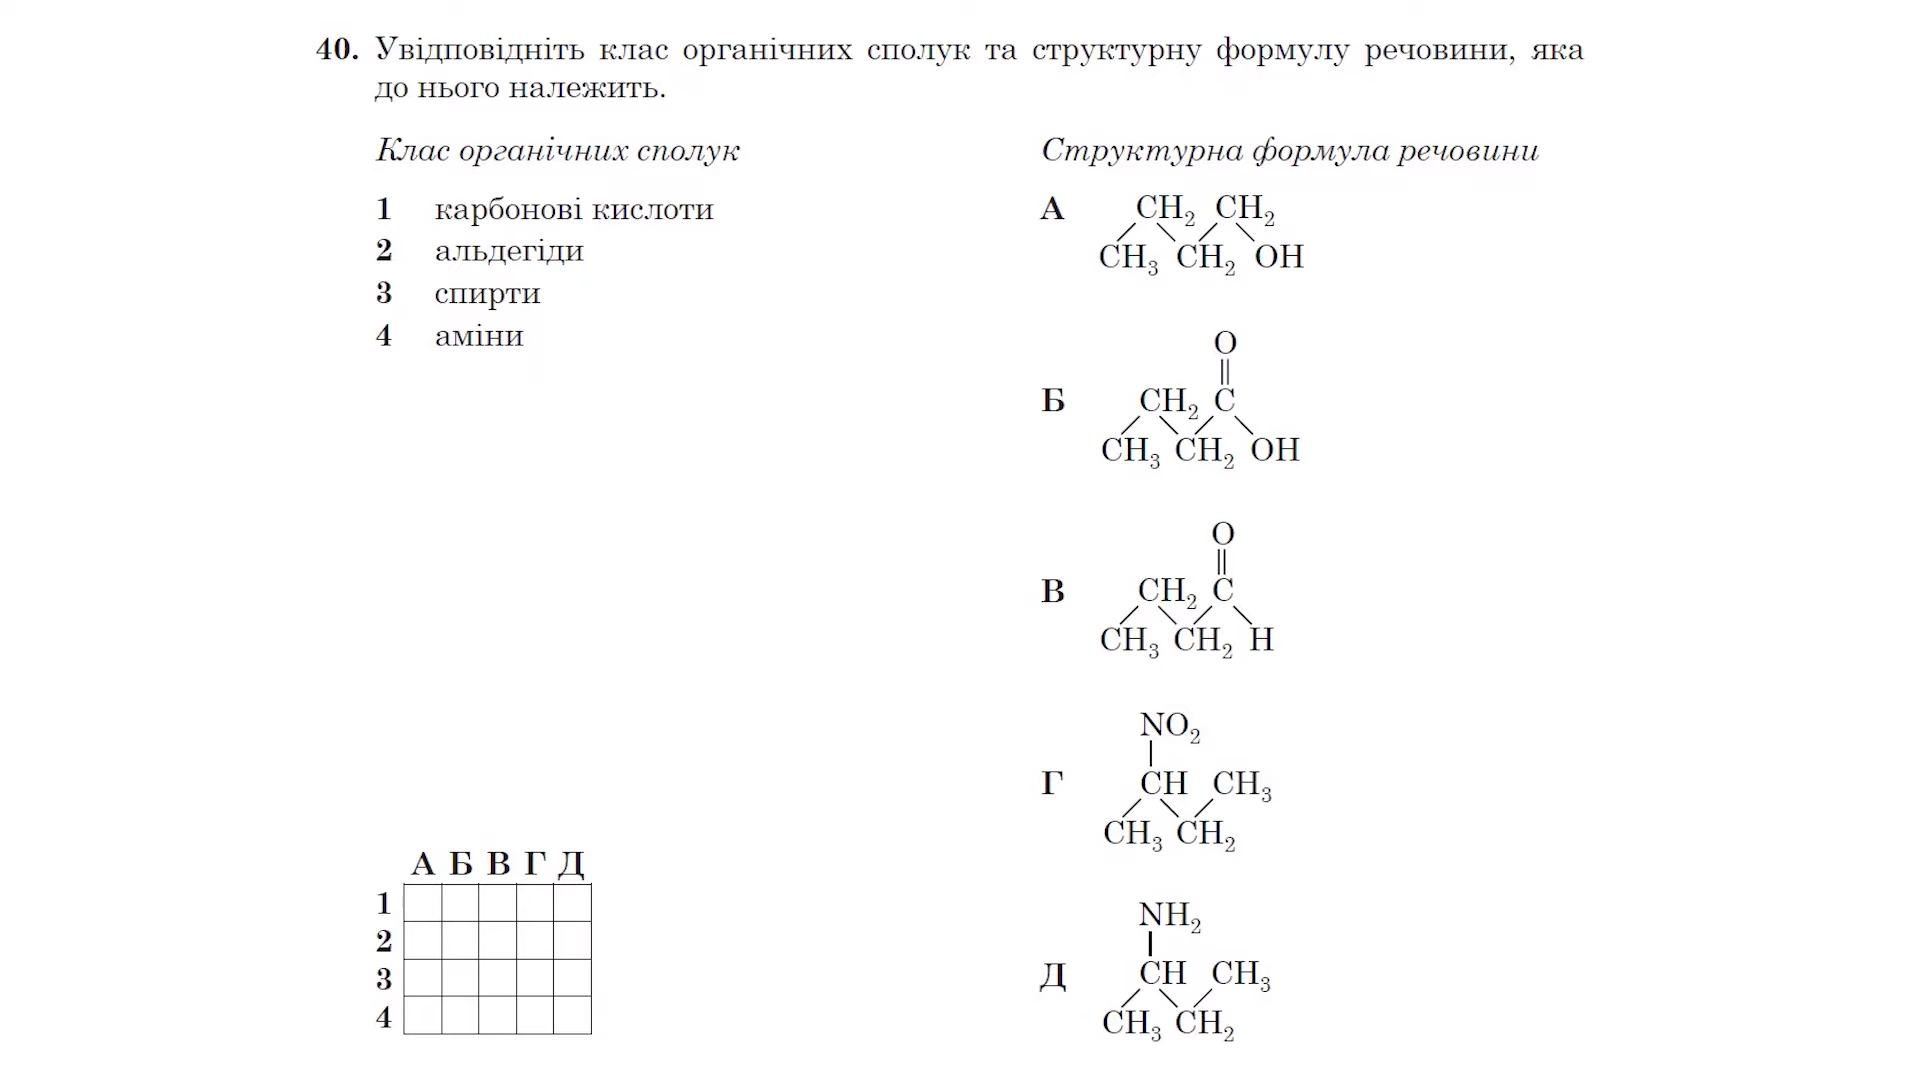 40. Увідповідніть клас органічних сполук та структурну формулу речовини, яка
до нього належить.
Клас органічних сполук
1 карбонові кислоти
2 альдегіди
3 спирти
4 аміни
Структурна формула речовини
А
CH₂ CH₂
CH₃ CH₂ OH
Б
O
CH₂ C
CH₃ CH₂ OH
В
O
CH₂ C
CH₃ CH₂ H
Г
NO₂
CH CH₃
CH₃ CH₂
Д
NH₂
CH CH₃
CH₃ CH₂
А Б В Г Д
1
2
3
4